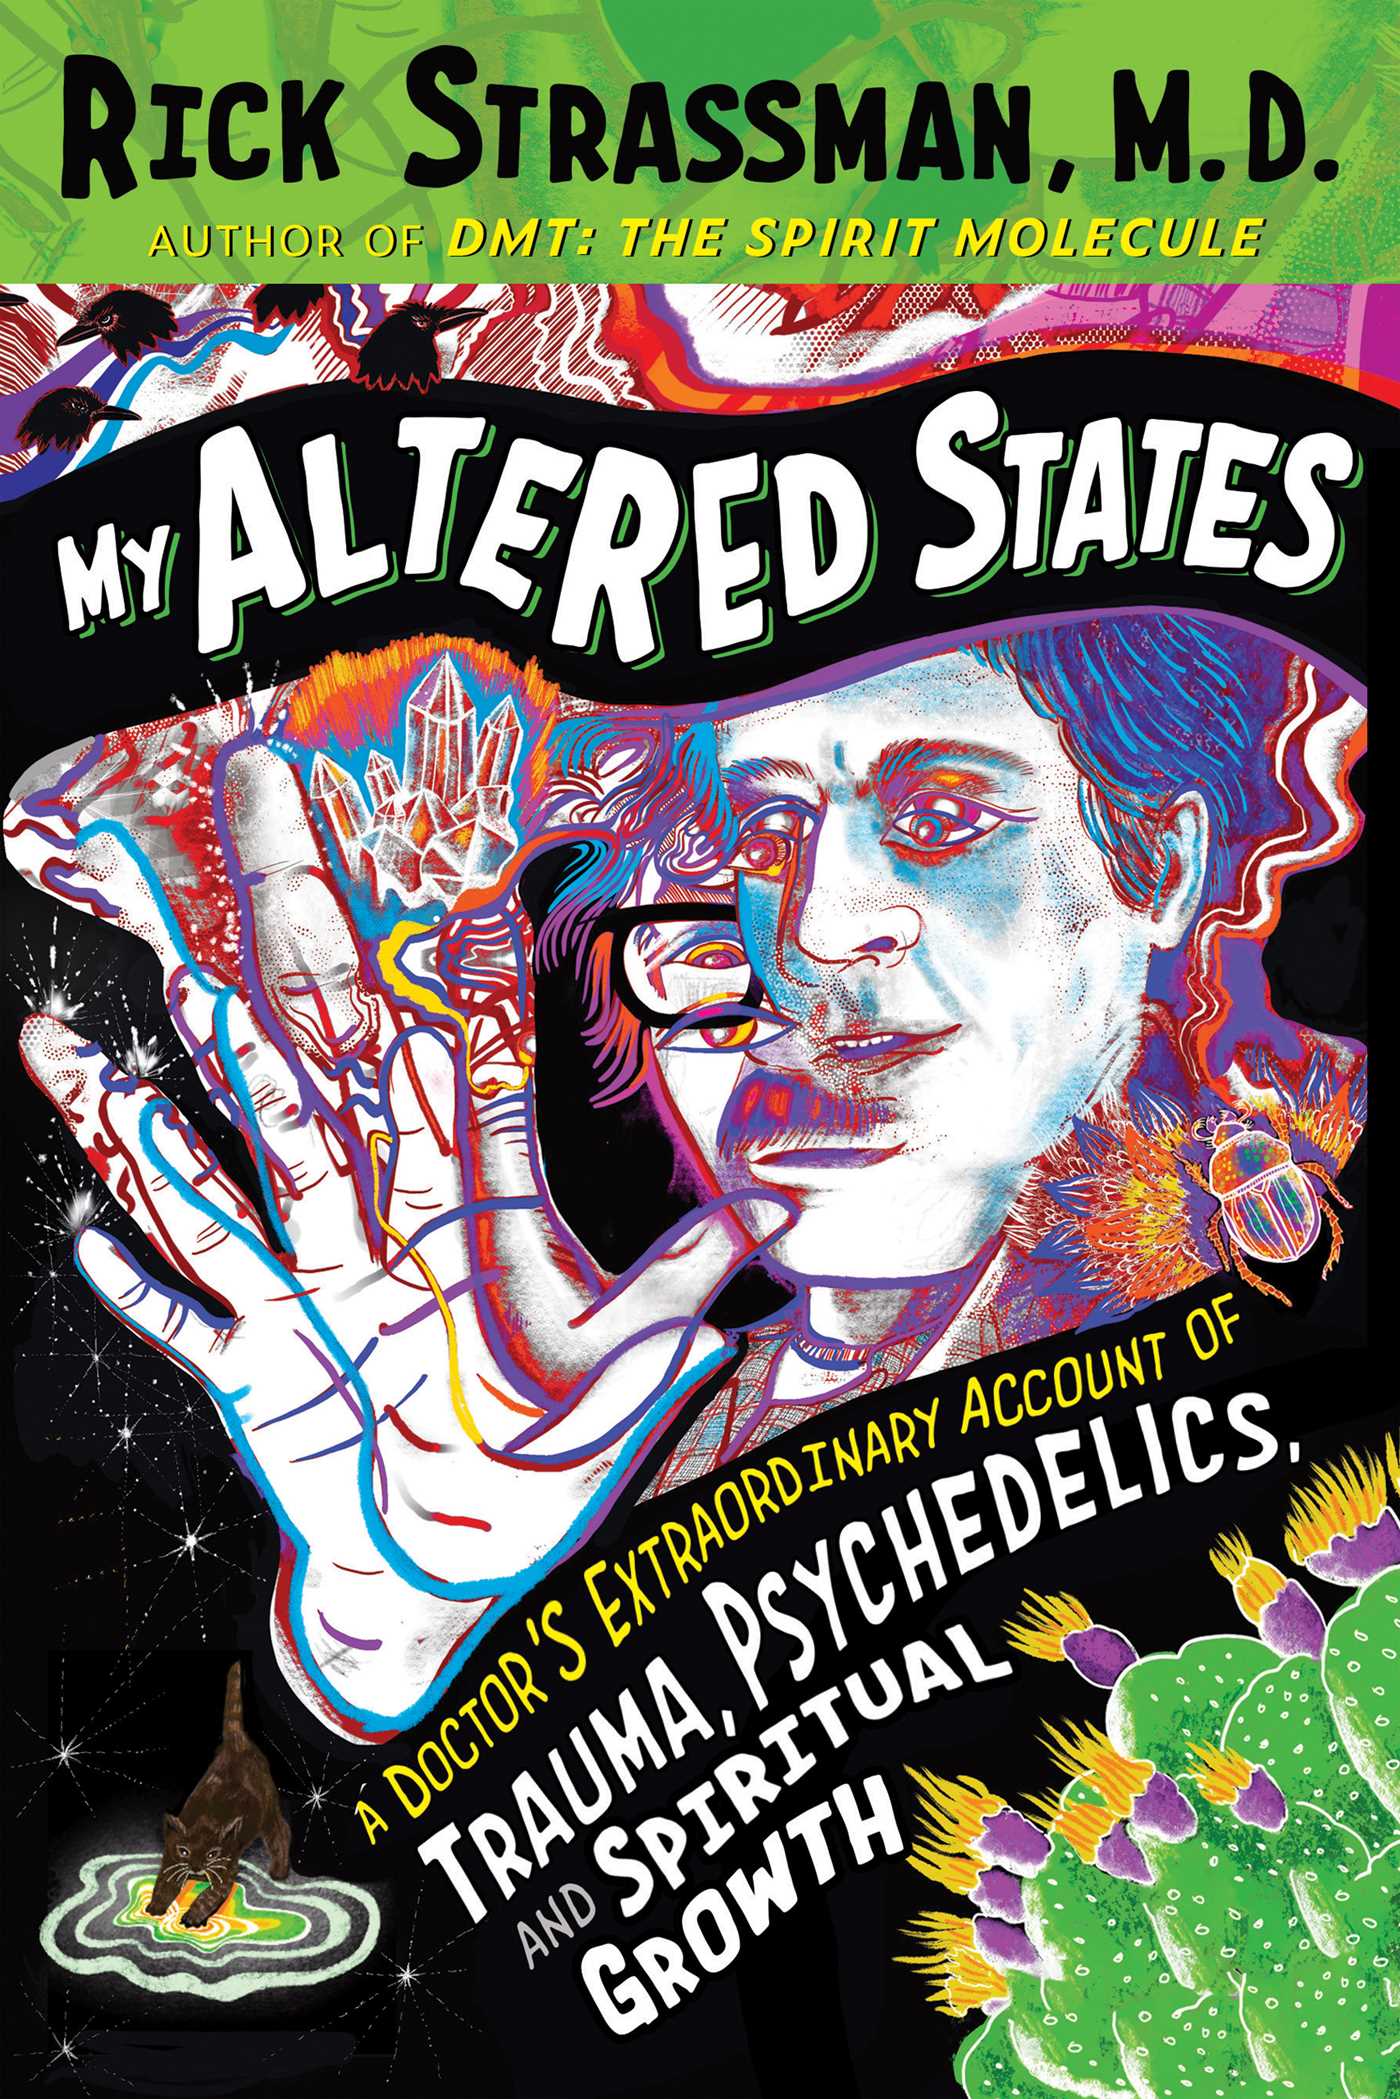 RICK STRASSMAN, M.D.
AUTHOR OF DMT: THE SPIRIT MOLECULE
MY ALTERED STATES
A DOCTOR'S EXTRAORDINARY ACCOUNT OF
TRAUMA, PSYCHEDELICS,
AND SPIRITUAL
GROWTH